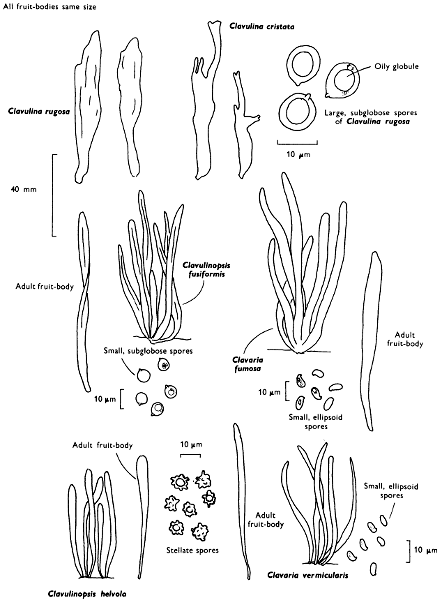 All fruit-bodies same size
Clavulina cristata
Oily globule
Clavulina rugosa
Large, subglobose spores
of Clavulina rugosa
10 μm
40 mm
Clavulinopsis
fusiformis
Adult fruit-body
Small, subglobose spores
10 μm
Clavaria
fumosa
Adult
fruit-body
10 μm
Small, ellipsoid
spores
Adult fruit-body
10 μm
Stellate spores
Clavulinopsis helvola
Adult
fruit-body
Small, ellipsoid
spores
10 μm
Clavaria vermicularis